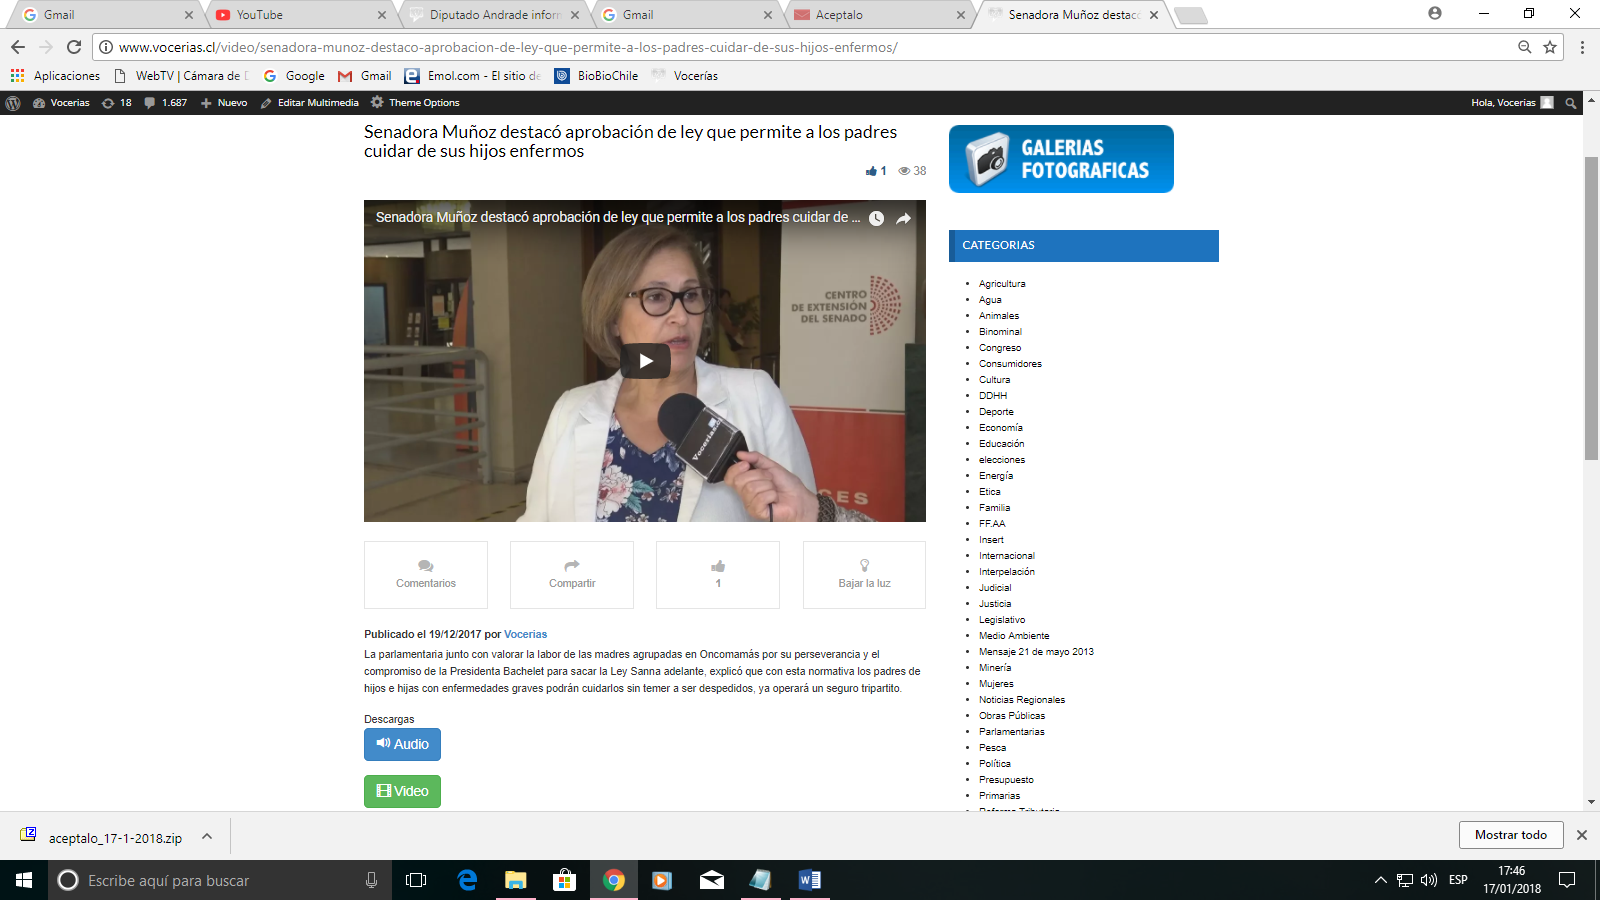 Gmail
YouTube
Diputado Andrade inform
Gmail
Aceptalo
Senadora Muñoz destacó
www.vocerias.cl/video/senadora-munoz-destaco-aprobacion-de-ley-que-permite-a-los-padres-cuidar-de-sus-hijos-enfermos/
Aplicaciones
WebTV | Cámara de D
Google
Gmail
Emol.com - El sitio de
BioBioChile
Vocerías
Vocerias
18
1.687
Nuevo
Editar Multimedia
Theme Options
Hola, Vocerias
Senadora Muñoz destacó aprobación de ley que permite a los padres
cuidar de sus hijos enfermos
1
38
Senadora Muñoz destacó aprobación de ley que permite a los padres cuidar de ...
CENTRO
DE EXTENSIÓN
DEL SENADO
Vocerias.cl
CES
Comentarios
Compartir
1
Bajar la luz
Publicado el 19/12/2017 por Vocerias
La parlamentaria junto con valorar la labor de las madres agrupadas en Oncomamás por su perseverancia y el
compromiso de la Presidenta Bachelet para sacar la Ley Sanna adelante, explicó que con esta normativa los padres de
hijos e hijas con enfermedades graves podrán cuidarlos sin temer a ser despedidos, ya operará un seguro tripartito.
Descargas
Audio
Video
GALERIAS
FOTOGRAFICAS
CATEGORIAS
Agricultura
Agua
Animales
Binominal
Congreso
Consumidores
Cultura
DDHH
Deporte
Economía
Educación
elecciones
Energía
Etica
Familia
FF.AA
Insert
Internacional
Interpelación
Judicial
Justicia
Legislativo
Medio Ambiente
Mensaje 21 de mayo 2013
Minería
Mujeres
Noticias Regionales
Obras Públicas
Parlamentarias
Pesca
Política
Presupuesto
Primarias
Reforma Tributaria
aceptalo_17-1-2018.zip
Mostrar todo
Escribe aquí para buscar
ESP
17:46
17/01/2018